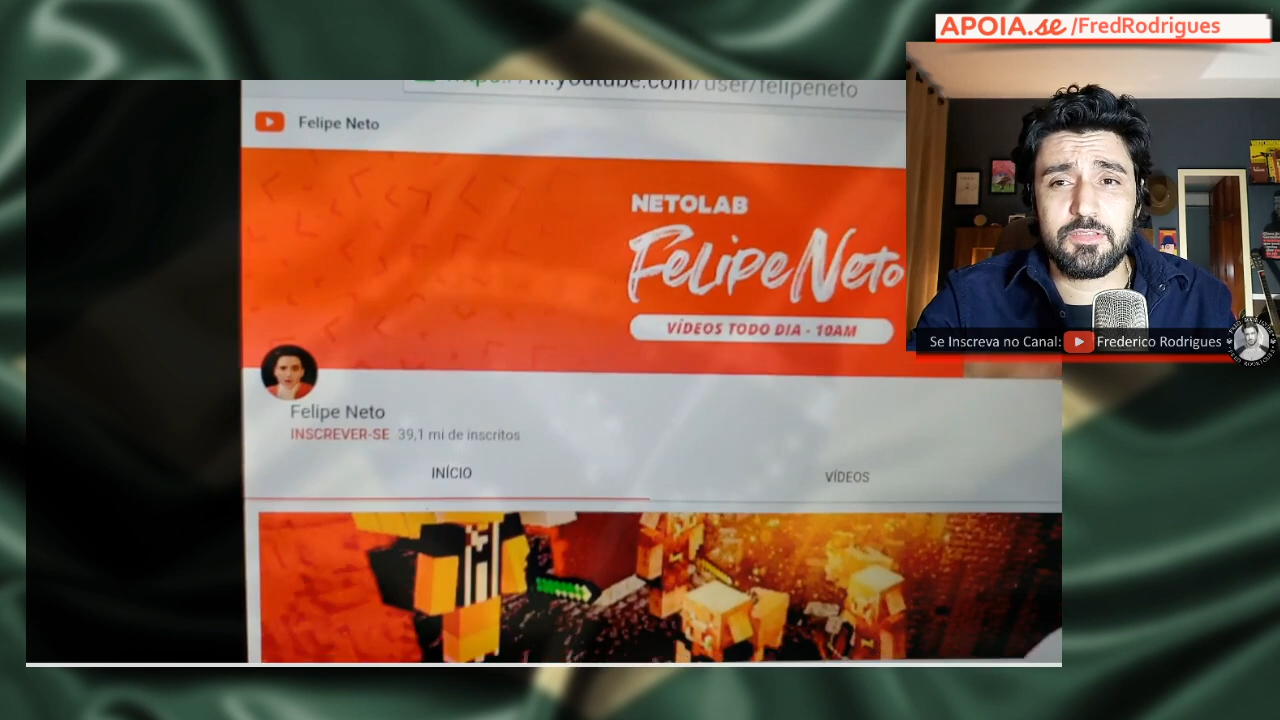 APOIA.se /FredRodrigues
m.youtube.com/user/felipeneto
Felipe Neto
NETOLAB
Felipe Neto
VÍDEOS TODO DIA - 10AM
Se Inscreva no Canal: Frederico Rodrigues
Felipe Neto
INSCREVER-SE 39,1 mi de inscritos
INÍCIO
VÍDEOS